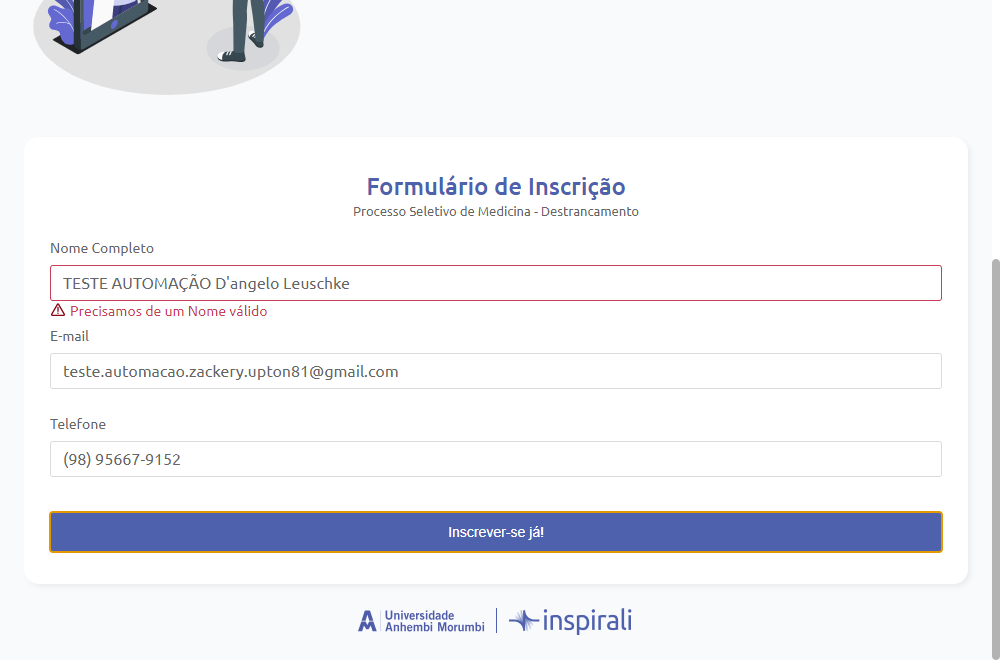 Formulário de Inscrição
Processo Seletivo de Medicina - Destrancamento
Nome Completo
TESTE AUTOMAÇÃO D'angelo Leuschke
Precisamos de um Nome válido
E-mail
teste.automacao.zackery.upton81@gmail.com
Telefone
(98) 95667-9152
Inscrever-se já!
Universidade
Anhembi Morumbi
inspirali